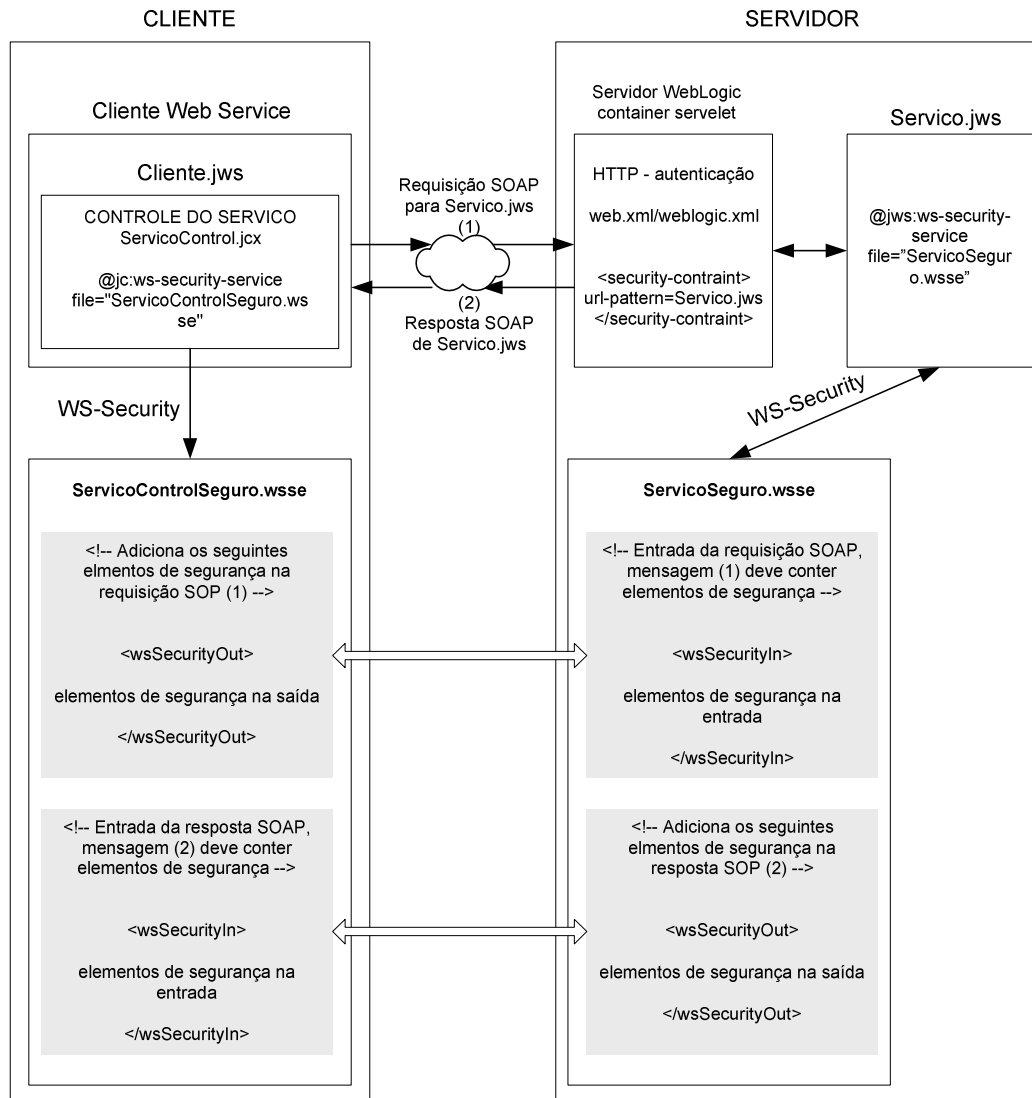 CLIENTE
Cliente Web Service
Cliente.jws
CONTROLE DO SERVICO
ServicoControl.jcx
@jc:ws-security-service
file="ServicoControlSeguro.ws
se"
WS-Security
ServicoControlSeguro.wsse
<!-- Adiciona os seguintes
elmentos de segurança na
requisição SOP (1) -->
<wsSecurityOut>
elementos de segurança na saída
</wsSecurityOut>
<!-- Entrada da resposta SOAP,
mensagem (2) deve conter
elementos de segurança -->
<wsSecurityIn>
elementos de segurança na
entrada
</wsSecurityIn>
Requisição SOAP
para Servico.jws
(1)
(2)
Resposta SOAP
de Servico.jws
SERVIDOR
Servidor WebLogic
container servelet
HTTP - autenticação
web.xml/weblogic.xml
<security-contraint>
url-pattern=Servico.jws
</security-contraint>
Servico.jws
@jws:ws-security-
service
file=”ServicoSegur
o.wsse”
WS-Security
ServicoSeguro.wsse
<!-- Entrada da requisição SOAP,
mensagem (1) deve conter
elementos de segurança -->
<wsSecurityIn>
elementos de segurança na
entrada
</wsSecurityIn>
<!-- Adiciona os seguintes
elmentos de segurança na
resposta SOP (2) -->
<wsSecurityOut>
elementos de segurança na saída
</wsSecurityOut>